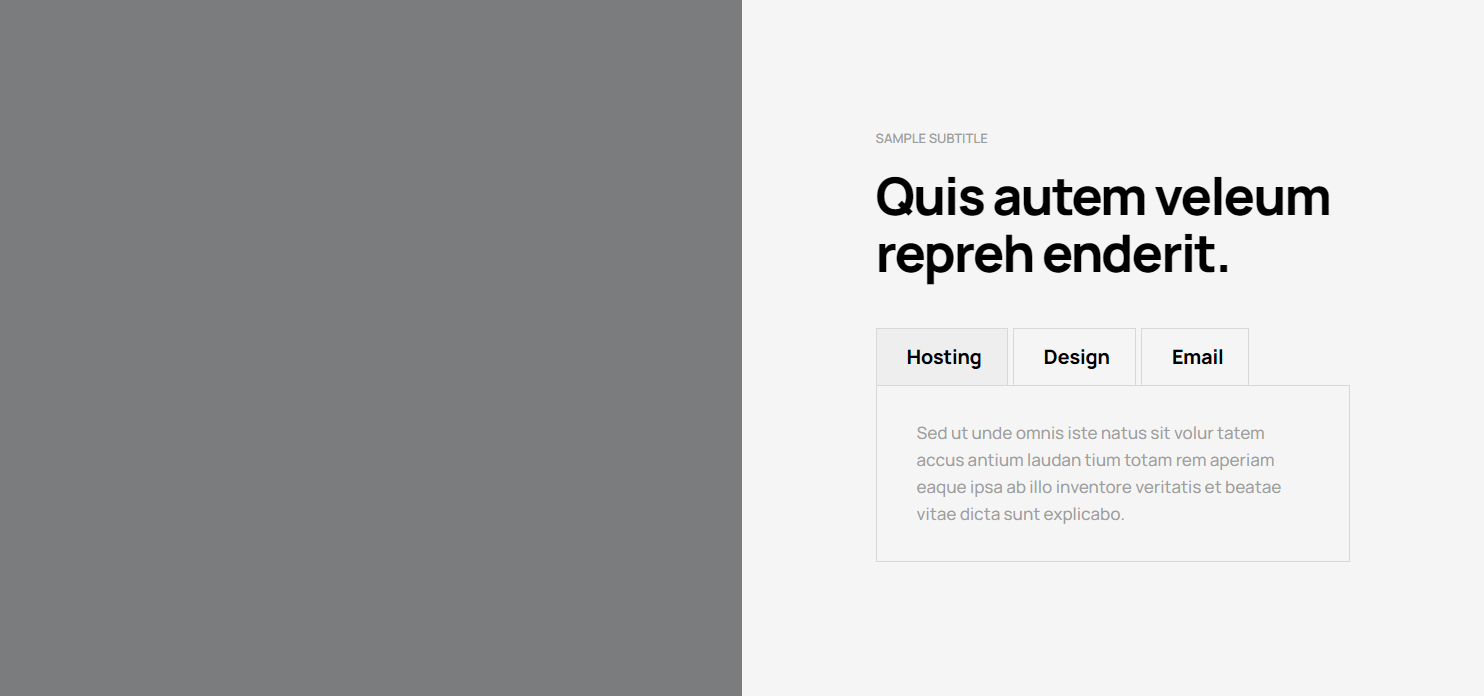 SAMPLE SUBTITLE
Quis autem veleum
repreh enderit.
Hosting
Design
Email
Sed ut unde omnis iste natus sit volur tatem
accus antium laudan tium totam rem aperiam
eaque ipsa ab illo inventore veritatis et beatae
vitae dicta sunt explicabo.